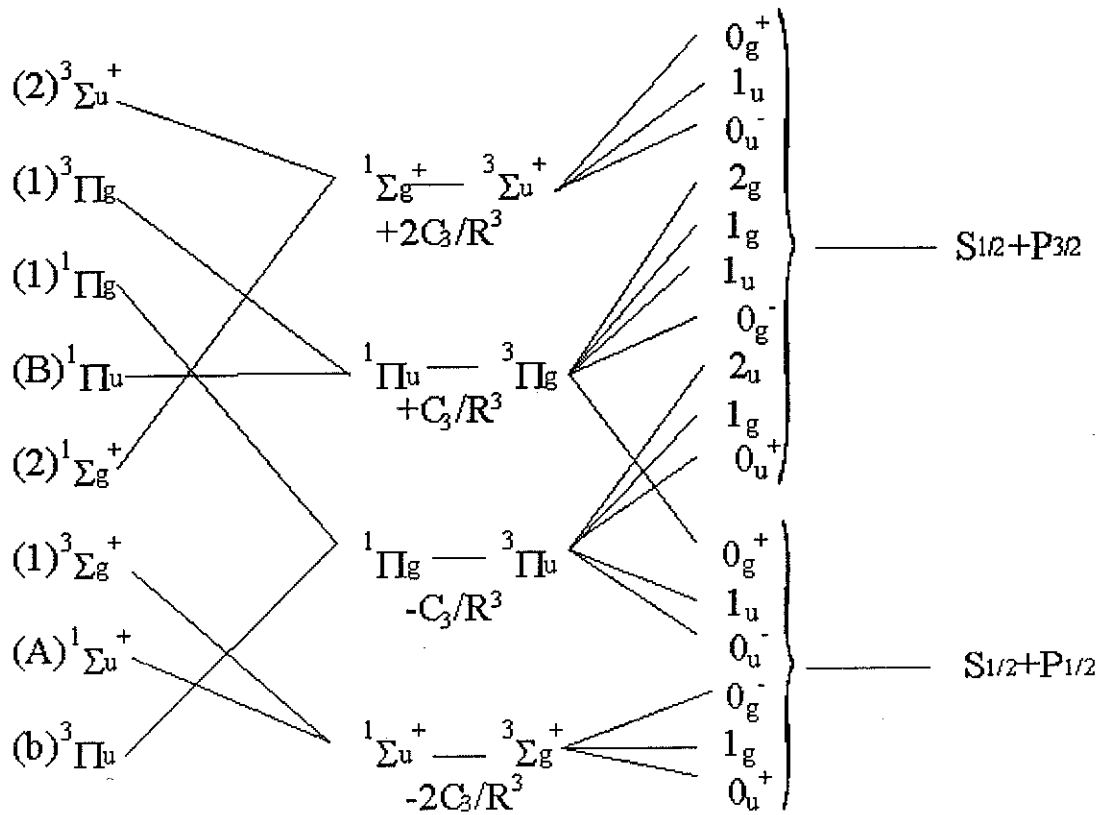 (2)³Σu⁺
(1)³Πg
(1)¹Πg
(B)¹Πu
(2)¹Σg⁺
(1)³Σg⁺
(A)¹Σu⁺
(b)³Πu
¹Σg⁺ — ³Σu⁺
+2C₃/R³
¹Πu — ³Πg
+C₃/R³
¹Πg — ³Πu
-C₃/R³
¹Σu⁺ — ³Σg⁺
-2C₃/R³
0g⁺
1u
0u⁻
2g
1g
1u
0g⁻
2u
1g
0u⁺
0g⁺
1u
0u⁻
0g⁻
1g
0u⁺
S1/2+P3/2
S1/2+P1/2